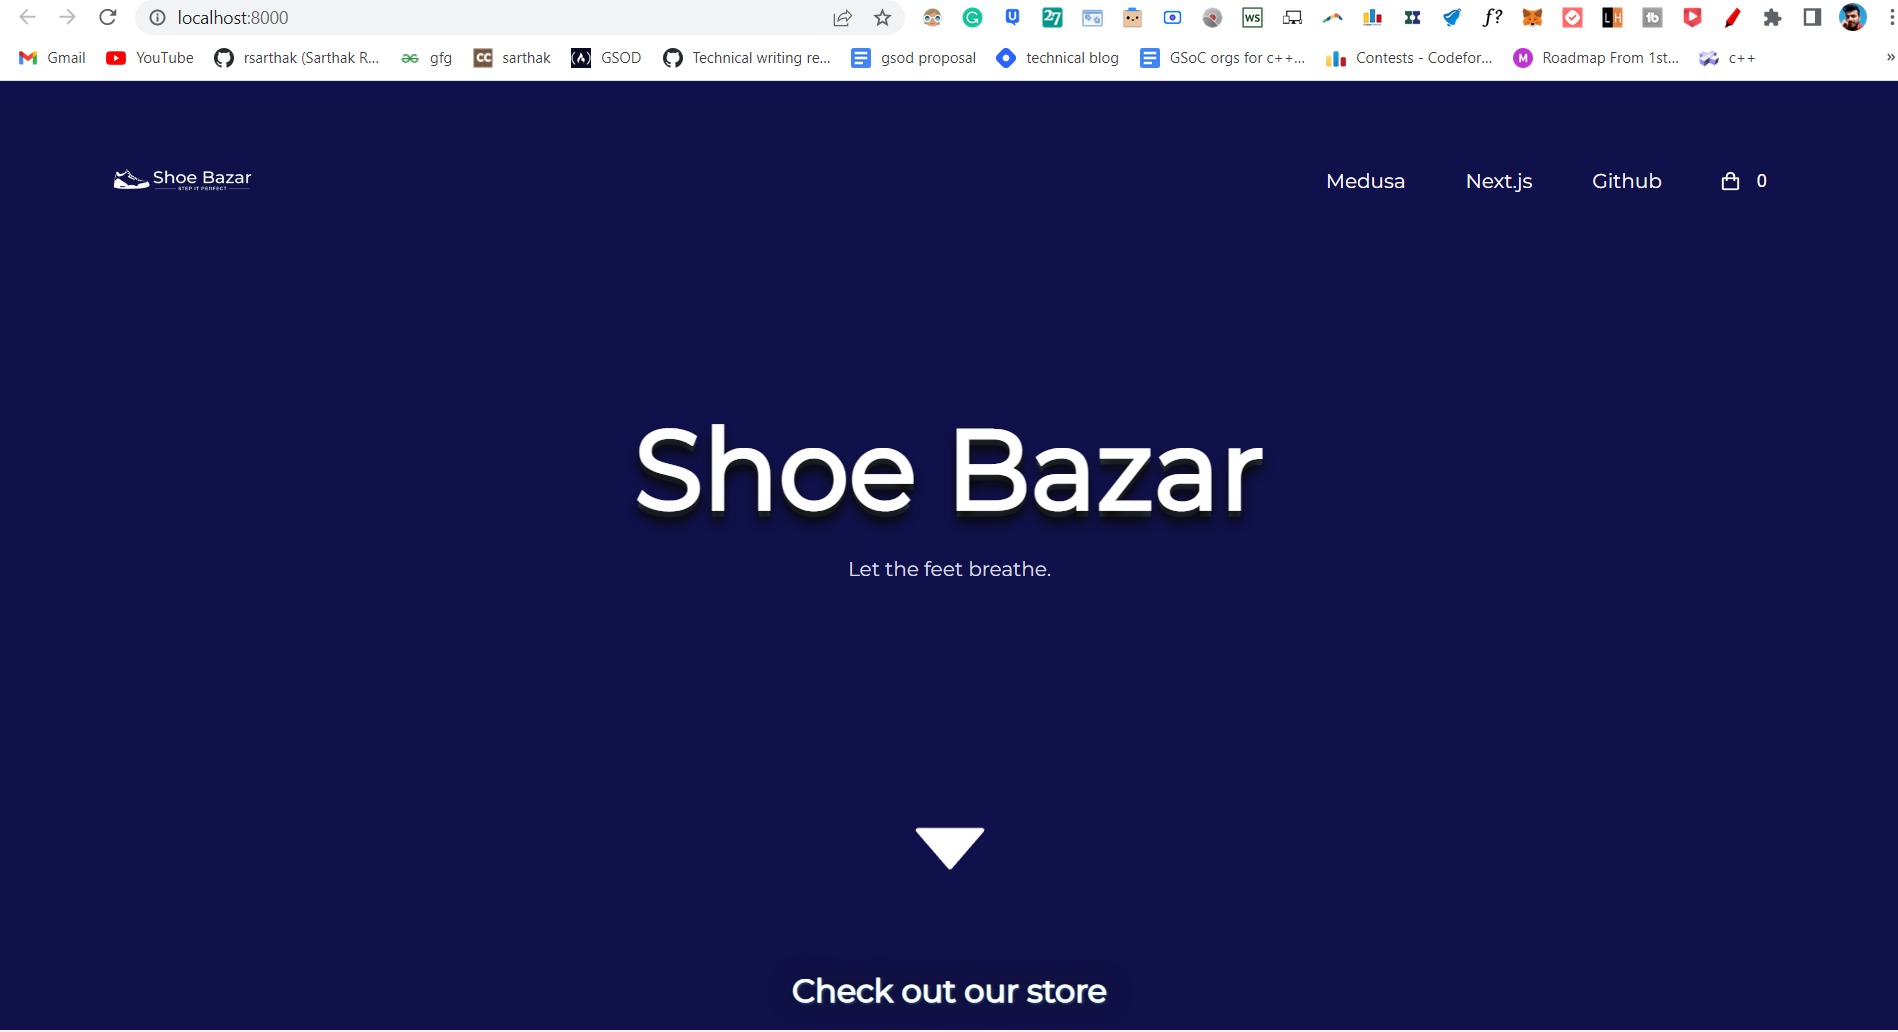 localhost:8000
Gmail YouTube rsarthak (Sarthak R... gfg CC sarthak GSOD Technical writing re... gsod proposal technical blog GSoC orgs for c++... Contests - Codefor... M Roadmap From 1st... c++ »
Shoe Bazar
STEP IT PERFECT
Medusa Next.js Github 0
Shoe Bazar
Let the feet breathe.
Check out our store